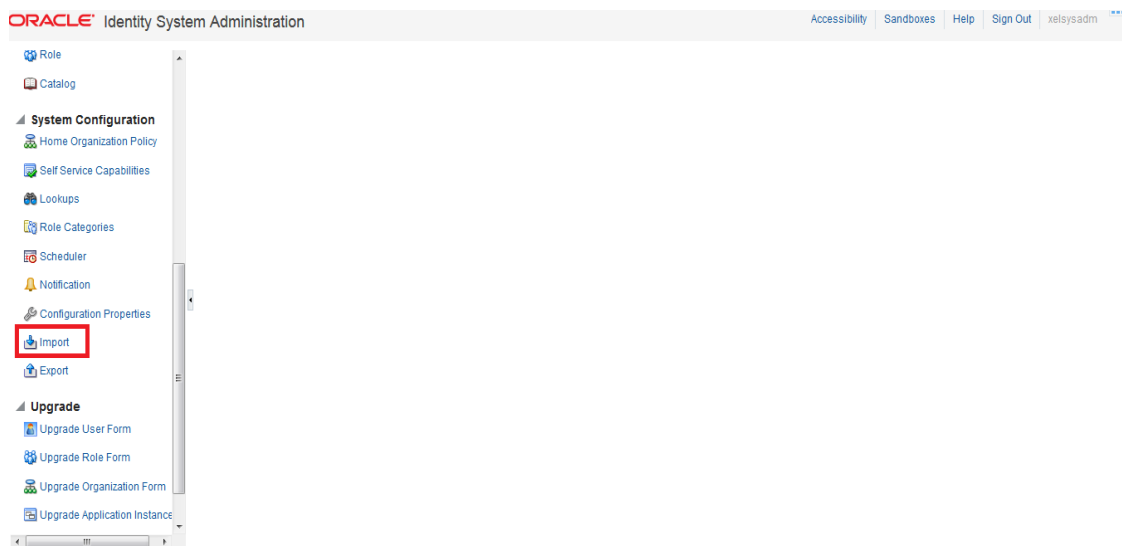 ORACLE® Identity System Administration
Accessibility Sandboxes Help Sign Out xelsysadm
Role
Catalog
System Configuration
Home Organization Policy
Self Service Capabilities
Lookups
Role Categories
Scheduler
Notification
Configuration Properties
Import
Export
Upgrade
Upgrade User Form
Upgrade Role Form
Upgrade Organization Form
Upgrade Application Instance